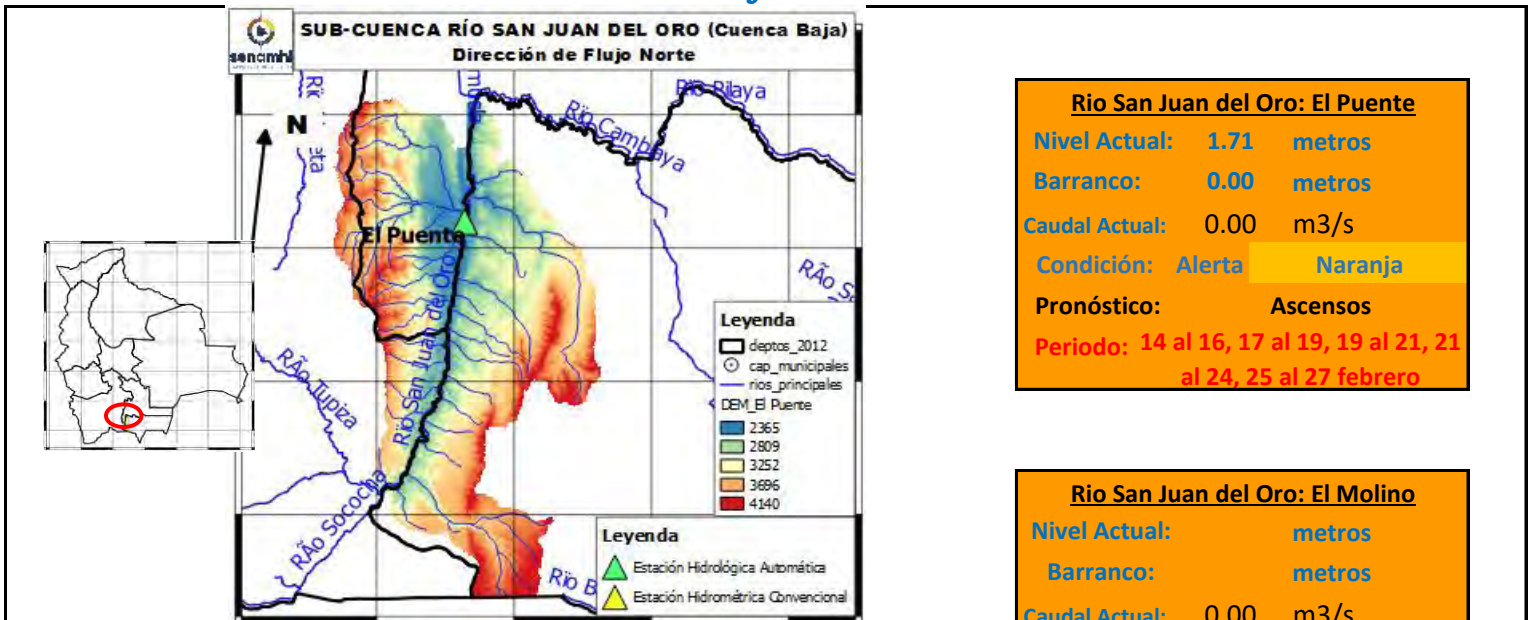 SUB-CUENCA RÍO SAN JUAN DEL ORO (Cuenca Baja)
Dirección de Flujo Norte
senamhi
Río Pilaya
Río Camblaya
N
El Puente
Río San Juan del Oro
RÃo Tupiza
RÃo Sococha
RÃo S
Río B
Leyenda
deptos_2012
cap_municipales
rios_principales
DEM_El Puente
2365
2809
3252
3696
4140
Leyenda
Estación Hidrológica Automática
Estación Hidrométrica Convencional
Rio San Juan del Oro: El Puente
Nivel Actual: 1.71 metros
Barranco: 0.00 metros
Caudal Actual: 0.00 m3/s
Condición: Alerta Naranja
Pronóstico: Ascensos
Periodo: 14 al 16, 17 al 19, 19 al 21, 21
al 24, 25 al 27 febrero
Rio San Juan del Oro: El Molino
Nivel Actual: metros
Barranco: metros
Caudal Actual: 0.00 m3/s